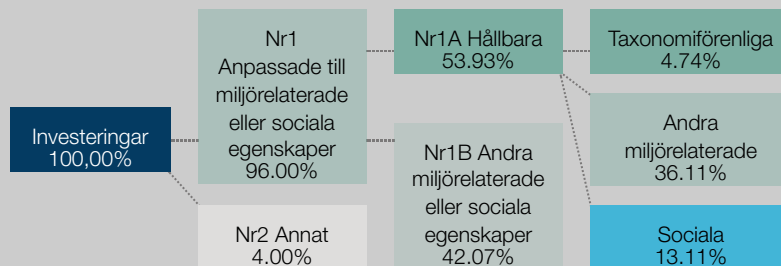 Investeringar
100,00%
Nr1
Anpassade till
miljörelaterade
eller sociala
egenskaper
96.00%
Nr2 Annat
4.00%
Nr1A Hållbara
53.93%
Nr1B Andra
miljörelaterade
eller sociala
egenskaper
42.07%
Taxonomiförenliga
4.74%
Andra
miljörelaterade
36.11%
Sociala
13.11%